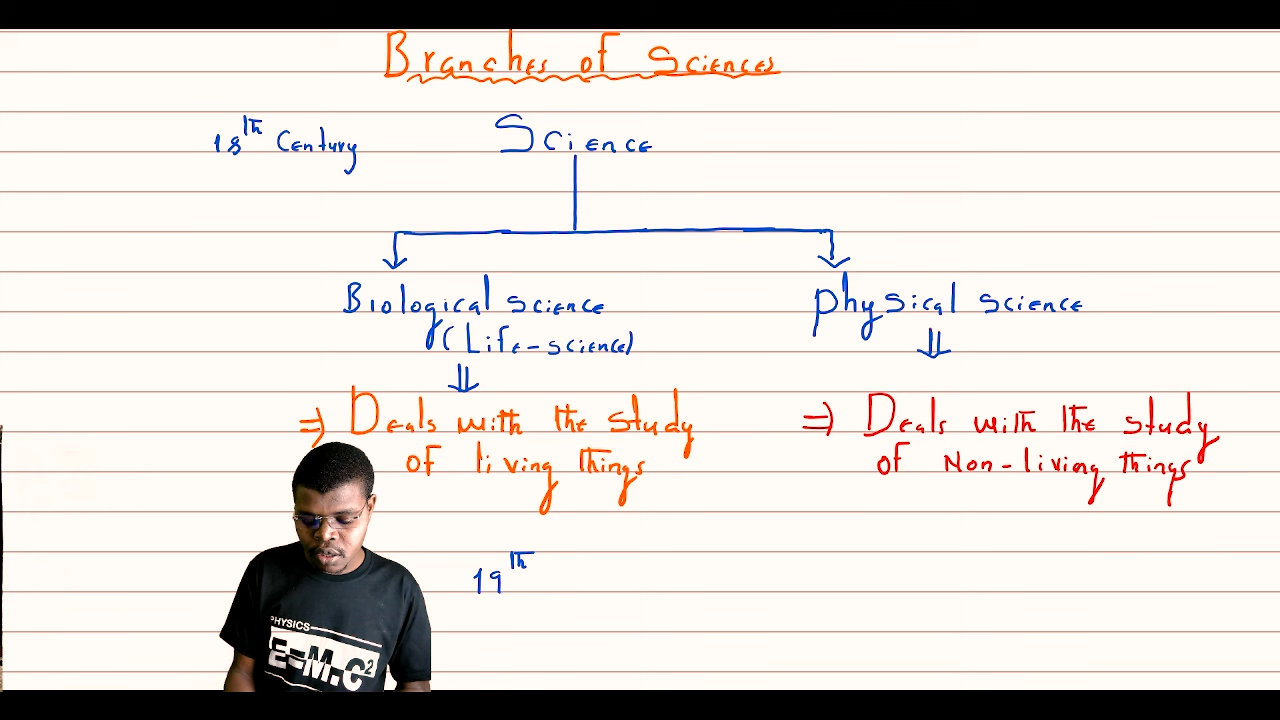 Branches of Sciences
18th Century
Science
Biological science
(Life-science)
physical science
⇒ Deals with the study
of living things
⇒ Deals with the study
of Non-living things
19th
PHYSICS
E=M.C²